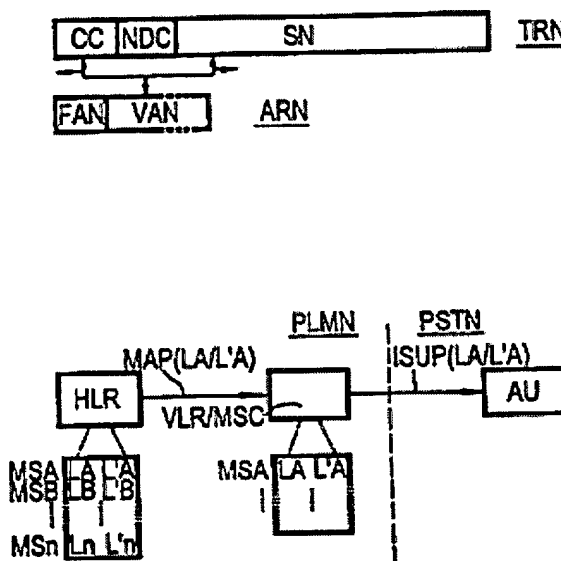 CC NDC SN TRN
FAN VAN ARN
PLMN PSTN
MAP(LA/L'A) ISUP(LA/L'A)
HLR AU
VLR/MSC
MSA LA L'A MSA LA L'A
MSB LB L'B
MSn Ln L'n